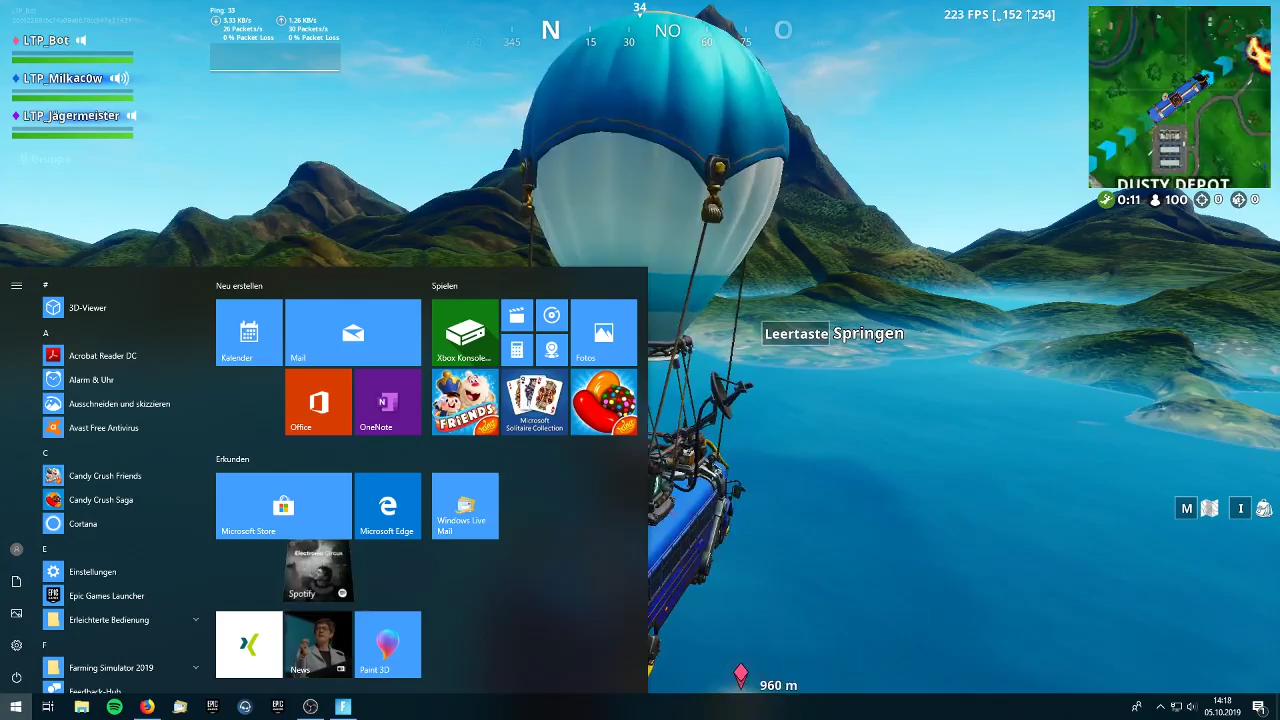 LTP_Bot
LTP_Milkac0w
LTP_Jägermeister
Gruppe
Ping: 33
3,33 KB/s
26 Packets/s
0 % Packet Loss
1,26 KB/s
30 Packets/s
0 % Packet Loss
34
345
N
15
30
NO
60
75
O
223 FPS [↓152 ↑254]
DUSTY DEPOT
0:11
100
0
0
Leertaste Springen
M
I
960 m
#
3D-Viewer
A
Acrobat Reader DC
Alarm & Uhr
Ausschneiden und skizzieren
Avast Free Antivirus
C
Candy Crush Friends
Candy Crush Saga
Cortana
E
Einstellungen
Epic Games Launcher
Erleichterte Bedienung
F
Farming Simulator 2019
Feedback-Hub
Neu erstellen
Kalender
Mail
Office
OneNote
Spielen
Xbox Konsole...
Fotos
FRIENDS
Microsoft
Solitaire Collection
Erkunden
Microsoft Store
Microsoft Edge
Windows Live
Mail
Electronic Circus
Spotify
News
Paint 3D
14:18
05.10.2019